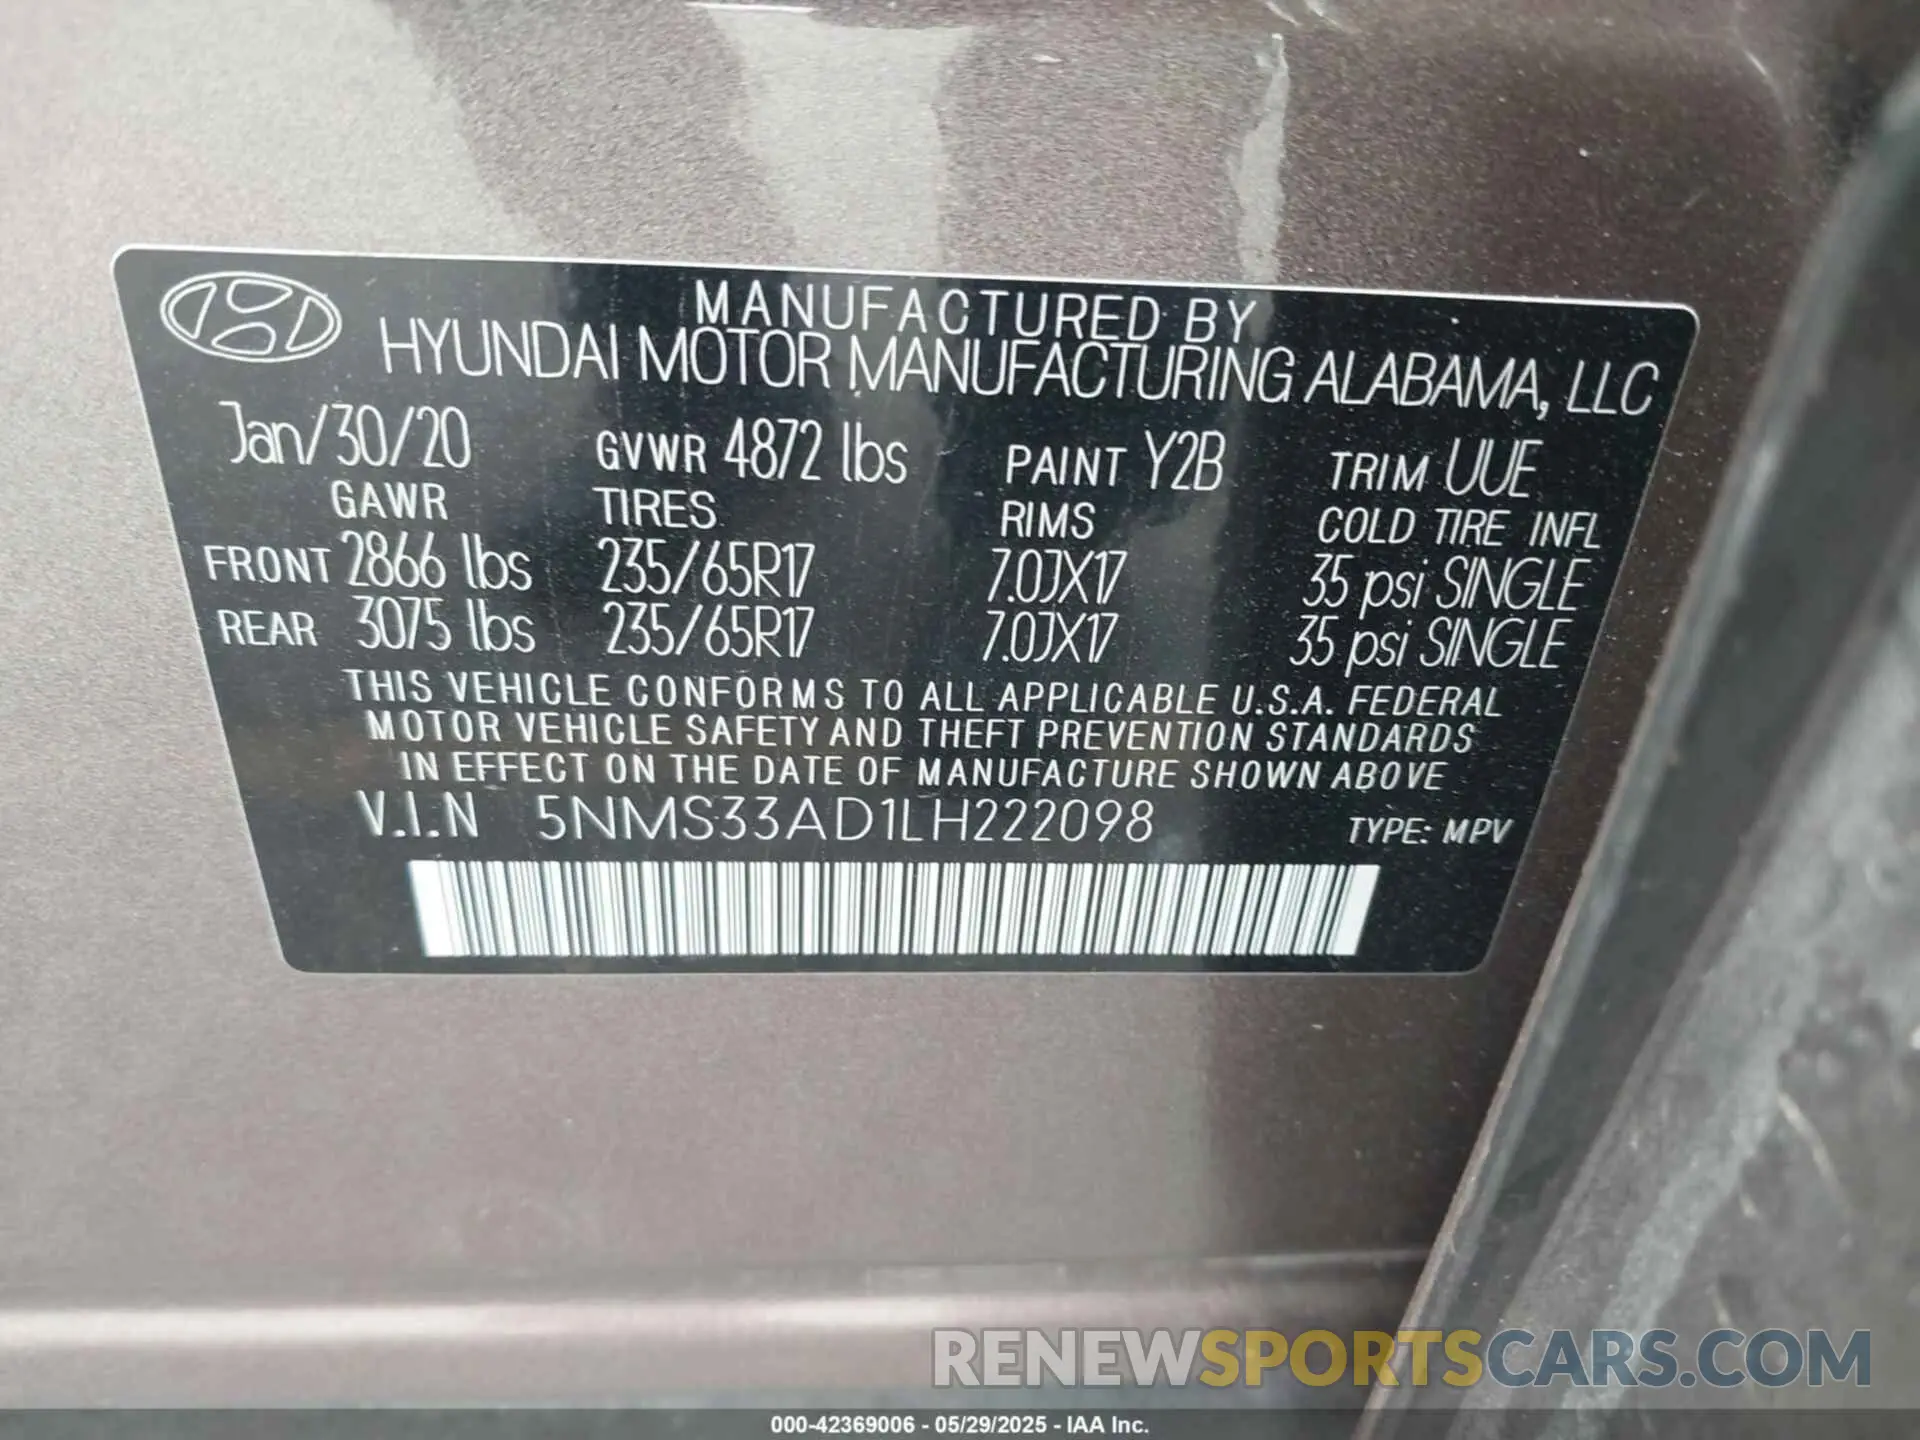 MANUFACTURED BY
HYUNDAI MOTOR MANUFACTURING ALABAMA, LLC
Jan/30/20 GVWR 4872 lbs PAINT Y2B TRIM UUE
GAWR TIRES RIMS COLD TIRE INFL
FRONT 2866 lbs 235/65R17 7.0JX17 35 psi SINGLE
REAR 3075 lbs 235/65R17 7.0JX17 35 psi SINGLE
THIS VEHICLE CONFORMS TO ALL APPLICABLE U.S.A. FEDERAL
MOTOR VEHICLE SAFETY AND THEFT PREVENTION STANDARDS
IN EFFECT ON THE DATE OF MANUFACTURE SHOWN ABOVE
V.I.N 5NMS33AD1LH222098 TYPE: MPV
RENEWSPORTSCARS.COM
000-42369006 - 05/29/2025 - IAA Inc.